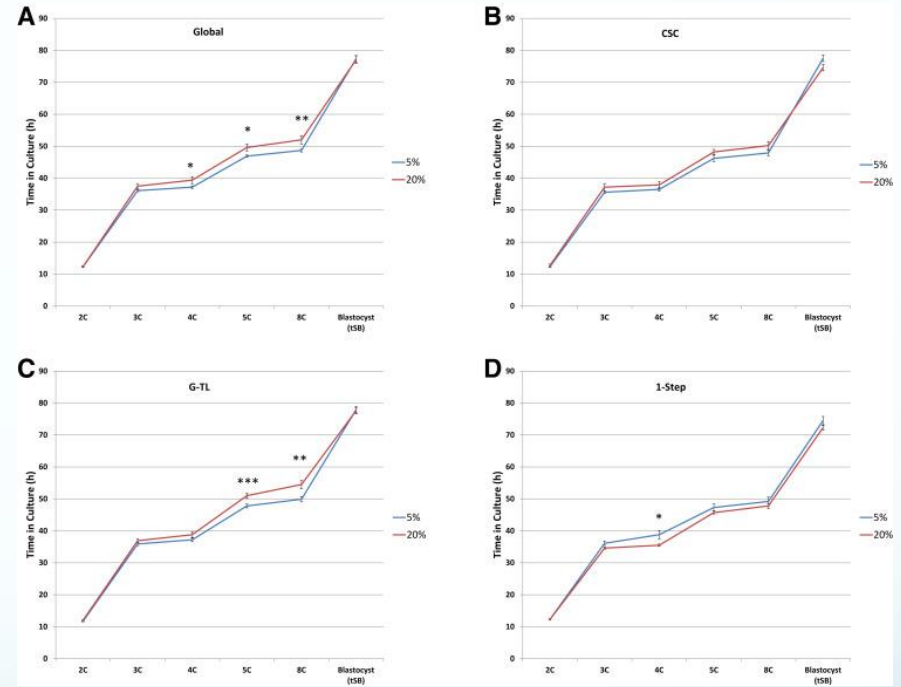 A
Global
90
80
70
60
50
40
30
20
10
0
Time in Culture (h)
*
*
**
5%
20%
2C
3C
4C
5C
8C
Blastocyst
(tSB)
B
CSC
90
80
70
60
50
40
30
20
10
0
Time in Culture (h)
5%
20%
2C
3C
4C
5C
8C
Blastocyst
(tSB)
C
G-TL
90
80
70
60
50
40
30
20
10
0
Time in Culture (h)
***
**
5%
20%
2C
3C
4C
5C
8C
Blastocyst
(tSB)
D
1-Step
90
80
70
60
50
40
30
20
10
0
Time in Culture (h)
*
5%
20%
2C
3C
4C
5C
8C
Blastocyst
(tSB)